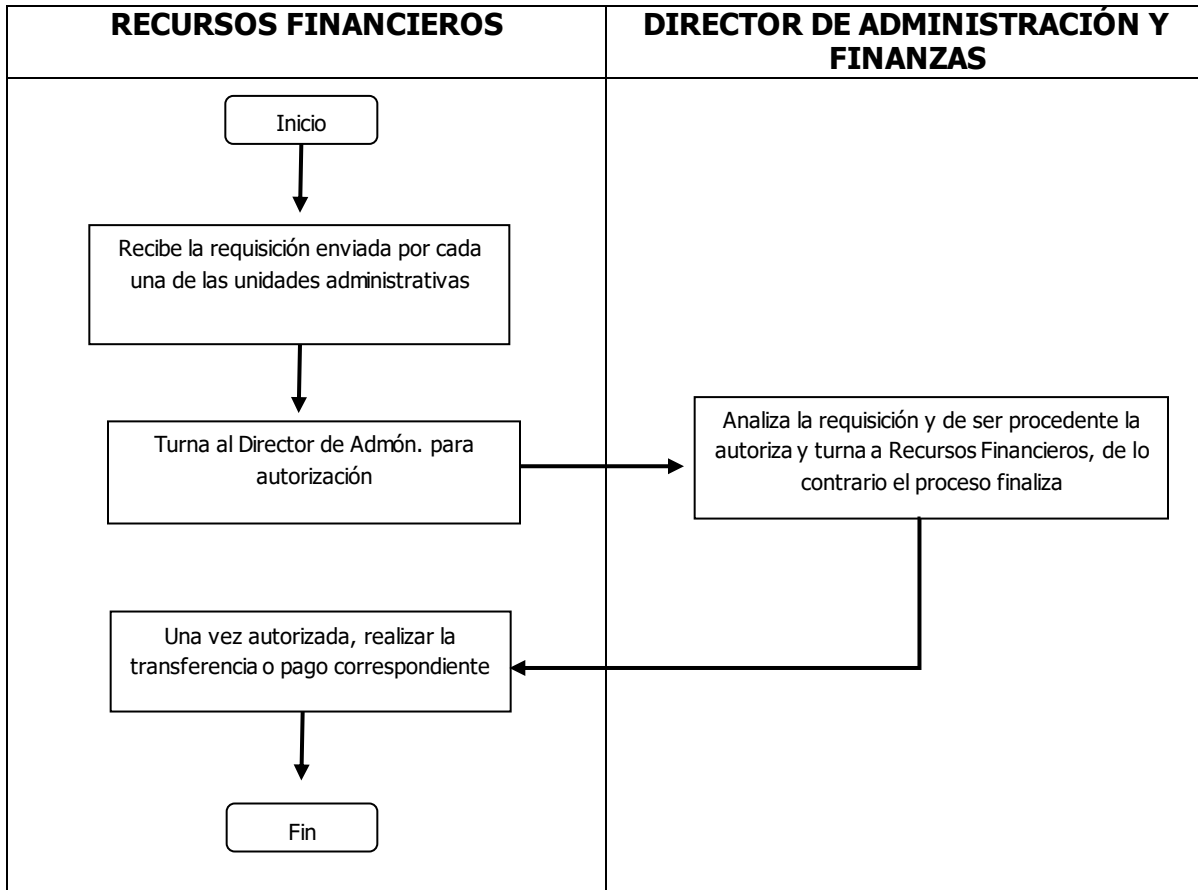 RECURSOS FINANCIEROS
DIRECTOR DE ADMINISTRACIÓN Y
FINANZAS
Inicio
Recibe la requisición enviada por cada
una de las unidades administrativas
Turna al Director de Admón. para
autorización
Analiza la requisición y de ser procedente la
autoriza y turna a Recursos Financieros, de lo
contrario el proceso finaliza
Una vez autorizada, realizar la
transferencia o pago correspondiente
Fin